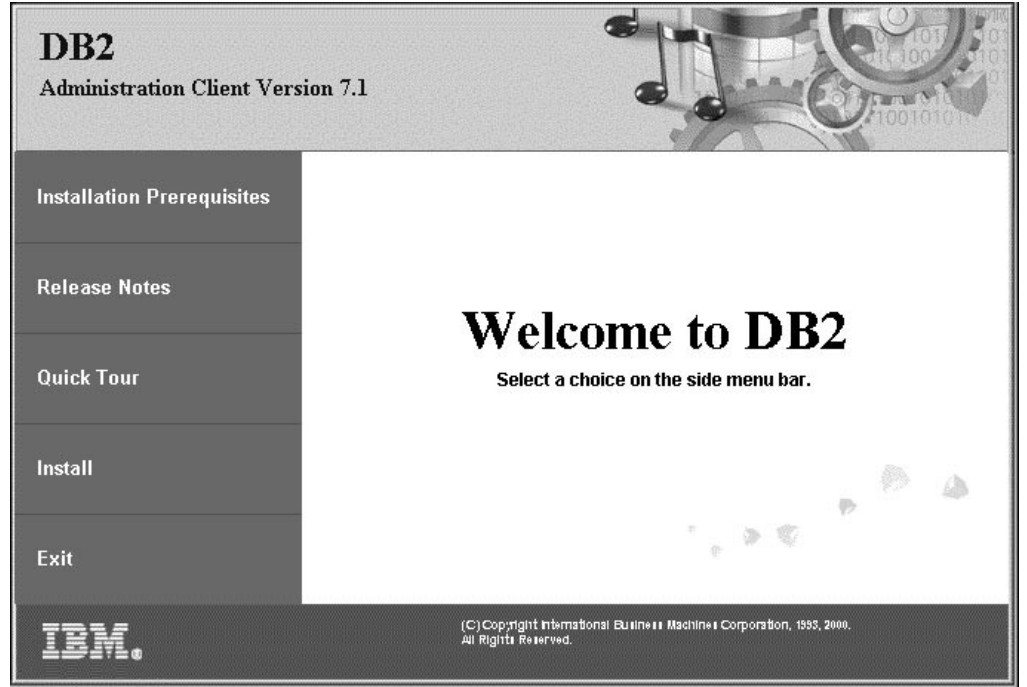 DB2
Administration Client Version 7.1
Installation Prerequisites
Release Notes
Quick Tour
Install
Exit
Welcome to DB2
Select a choice on the side menu bar.
IBM®
(C) Copyright International Business Machines Corporation, 1993, 2000.
All Rights Reserved.